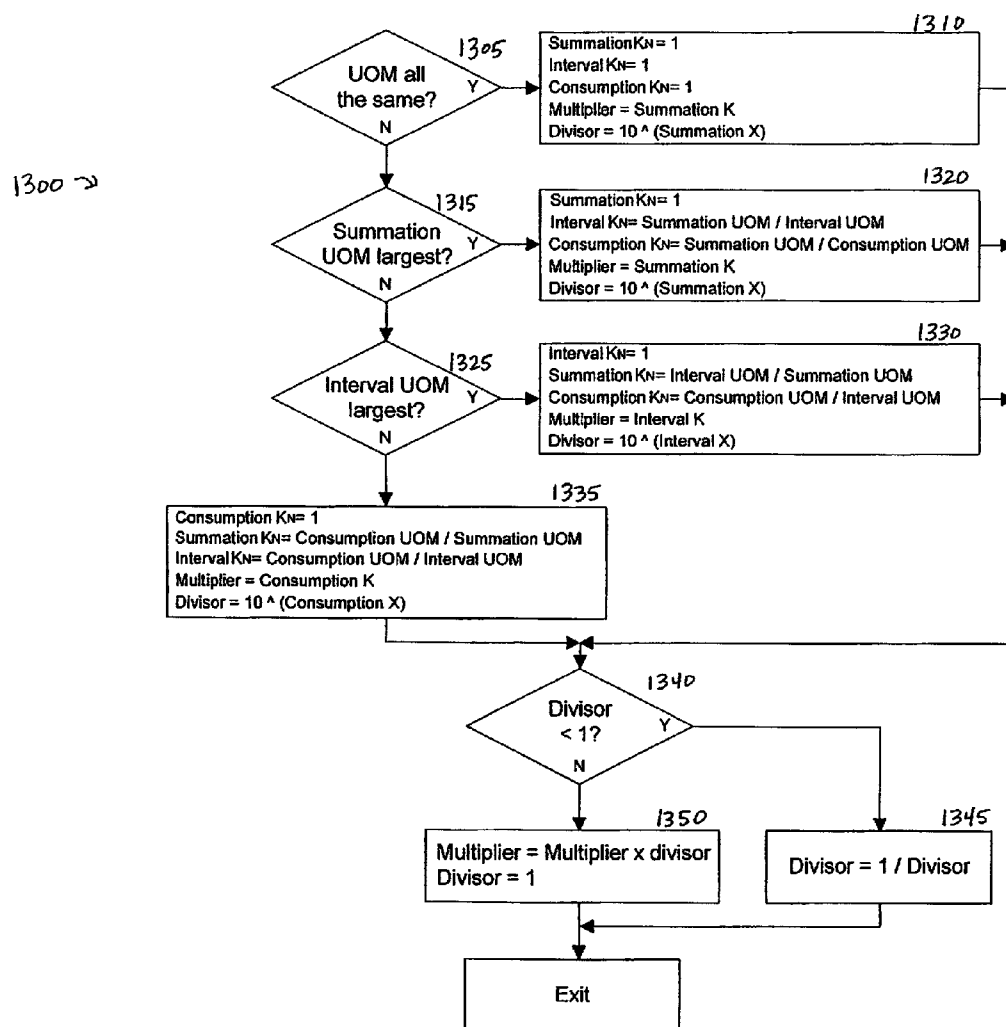 1300
1305
UOM all
the same?
Y
N
1310
Summation KN= 1
Interval KN= 1
Consumption KN= 1
Multiplier = Summation K
Divisor = 10 ^ (Summation X)
1315
Summation
UOM largest?
Y
N
1320
Summation KN= 1
Interval KN= Summation UOM / Interval UOM
Consumption KN= Summation UOM / Consumption UOM
Multiplier = Summation K
Divisor = 10 ^ (Summation X)
1325
Interval UOM
largest?
Y
N
1330
Interval KN= 1
Summation KN= Interval UOM / Summation UOM
Consumption KN= Consumption UOM / Interval UOM
Multiplier = Interval K
Divisor = 10 ^ (Interval X)
1335
Consumption KN= 1
Summation KN= Consumption UOM / Summation UOM
Interval KN= Consumption UOM / Interval UOM
Multiplier = Consumption K
Divisor = 10 ^ (Consumption X)
1340
Divisor
< 1?
Y
N
1350
Multiplier = Multiplier x divisor
Divisor = 1
1345
Divisor = 1 / Divisor
Exit